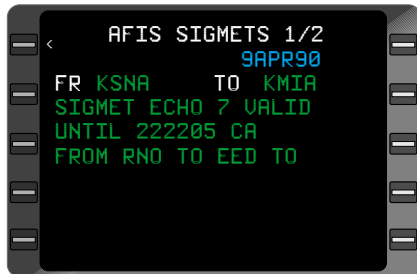 < AFIS SIGMETS 1/2
9APR90
FR KSNA TO KMIA
SIGMET ECHO 7 VALID
UNTIL 222205 CA
FROM RNO TO EED TO